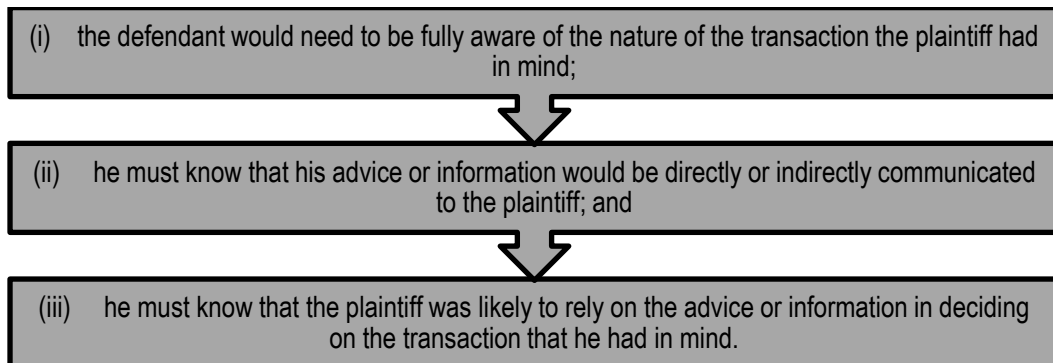 (i) the defendant would need to be fully aware of the nature of the transaction the plaintiff had
in mind;
(ii) he must know that his advice or information would be directly or indirectly communicated
to the plaintiff; and
(iii) he must know that the plaintiff was likely to rely on the advice or information in deciding
on the transaction that he had in mind.